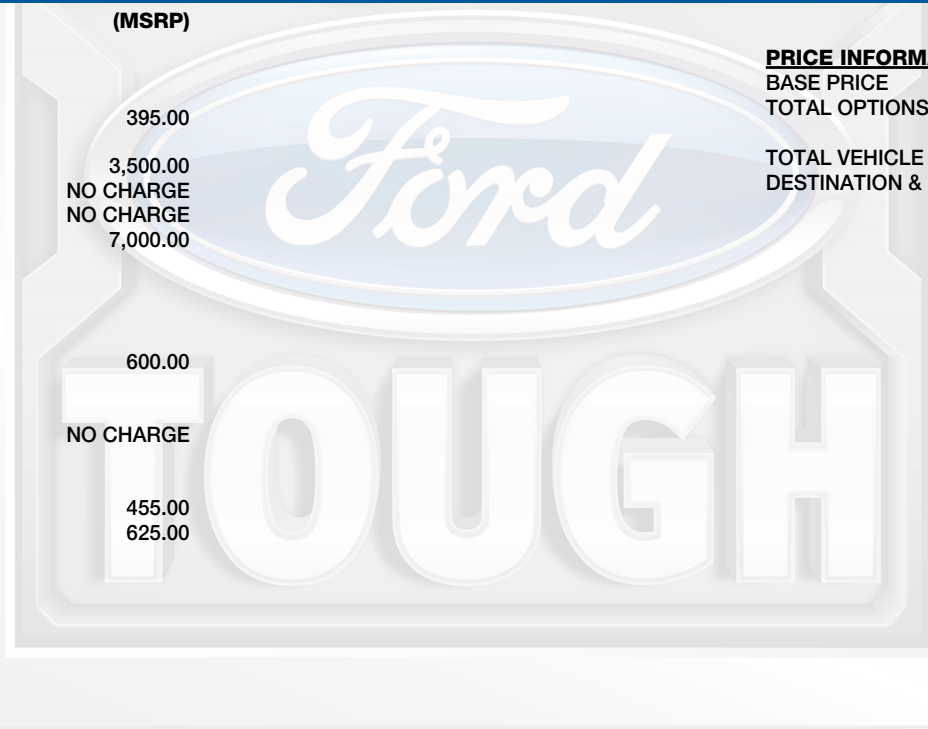 (MSRP)
395.00
3,500.00
NO CHARGE
NO CHARGE
7,000.00
600.00
NO CHARGE
455.00
625.00
PRICE INFORMA
BASE PRICE
TOTAL OPTIONS
TOTAL VEHICLE
DESTINATION &
Ford
TOUGH